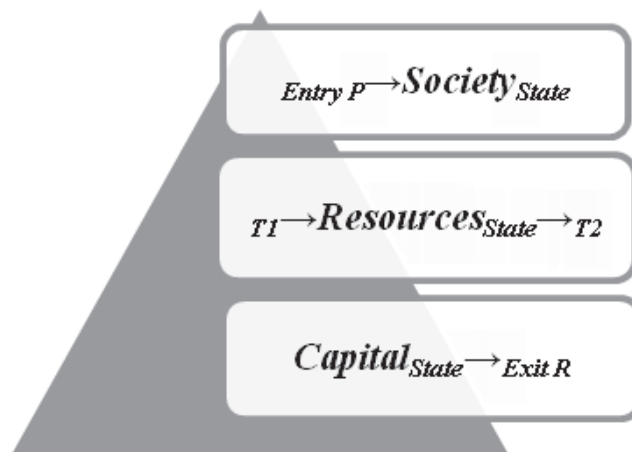 Entry P→Society State
T1→Resources State→T2
Capital State→Exit R